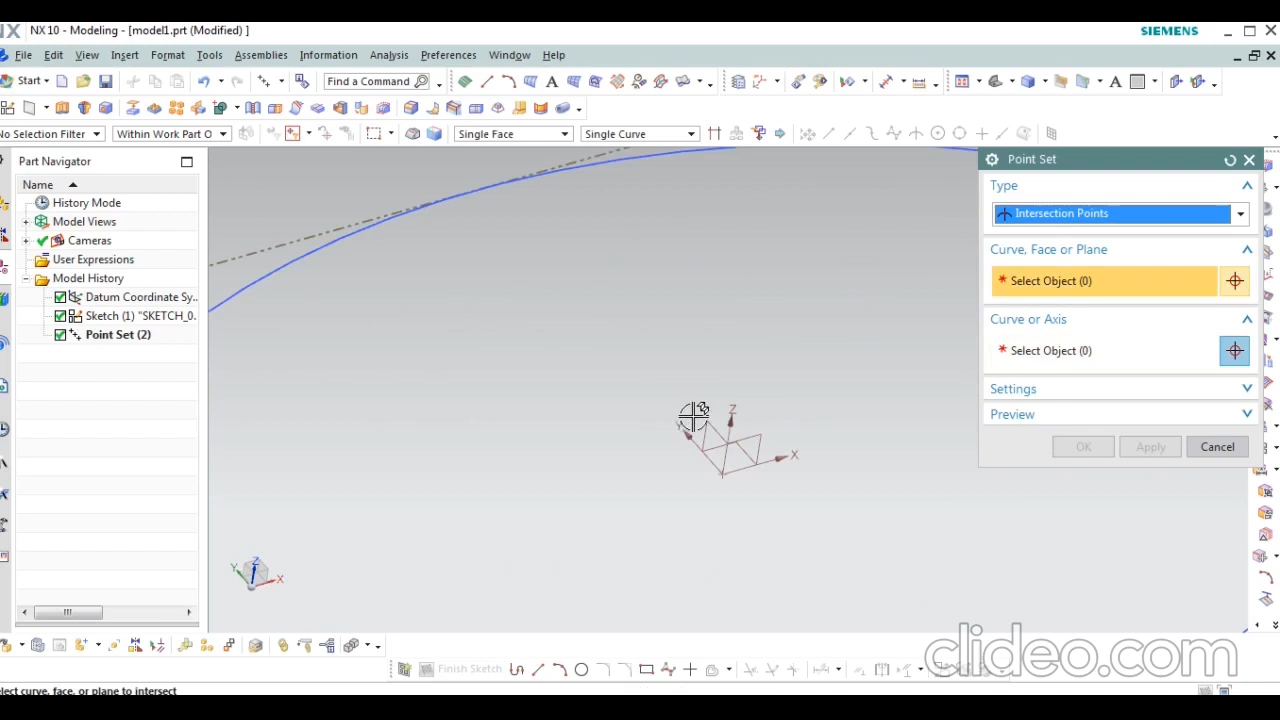 NX 10 - Modeling - [model1.prt (Modified) ]
SIEMENS
File Edit View Insert Format Tools Assemblies Information Analysis Preferences Window Help
Start
Find a Command
A
A
No Selection Filter
Within Work Part O
Single Face
Single Curve
Part Navigator
Name
History Mode
Model Views
Cameras
User Expressions
Model History
Datum Coordinate Sy...
Sketch (1) "SKETCH_0...
Point Set (2)
Point Set
Type
Intersection Points
Curve, Face or Plane
* Select Object (0)
Curve or Axis
* Select Object (0)
Settings
Preview
OK Apply Cancel
Z
Y
X
Z
Y
X
Finish Sketch
clideo.com
select curve, face, or plane to intersect